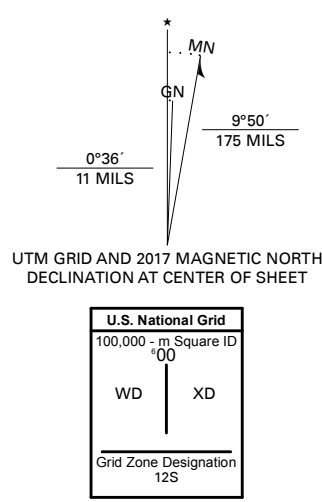 ★
MN
GN
9°50´
175 MILS
0°36´
11 MILS
UTM GRID AND 2017 MAGNETIC NORTH
DECLINATION AT CENTER OF SHEET
U.S. National Grid
100,000 - m Square ID
⁶00
WD XD
Grid Zone Designation
12S